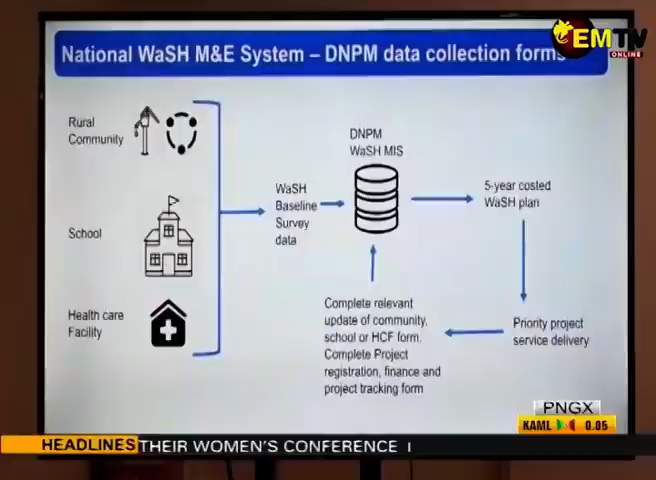 National WaSH M&E System – DNPM data collection forms
EMTV
ONLINE
Rural
Community
School
Health care
Facility
WaSH
Baseline
Survey
data
DNPM
WaSH MIS
5-year costed
WaSH plan
Priority project
service delivery
Complete relevant
update of community,
school or HCF form.
Complete Project
registration, finance and
project tracking form
PNGX
KAML 0.05
HEADLINES THEIR WOMEN'S CONFERENCE